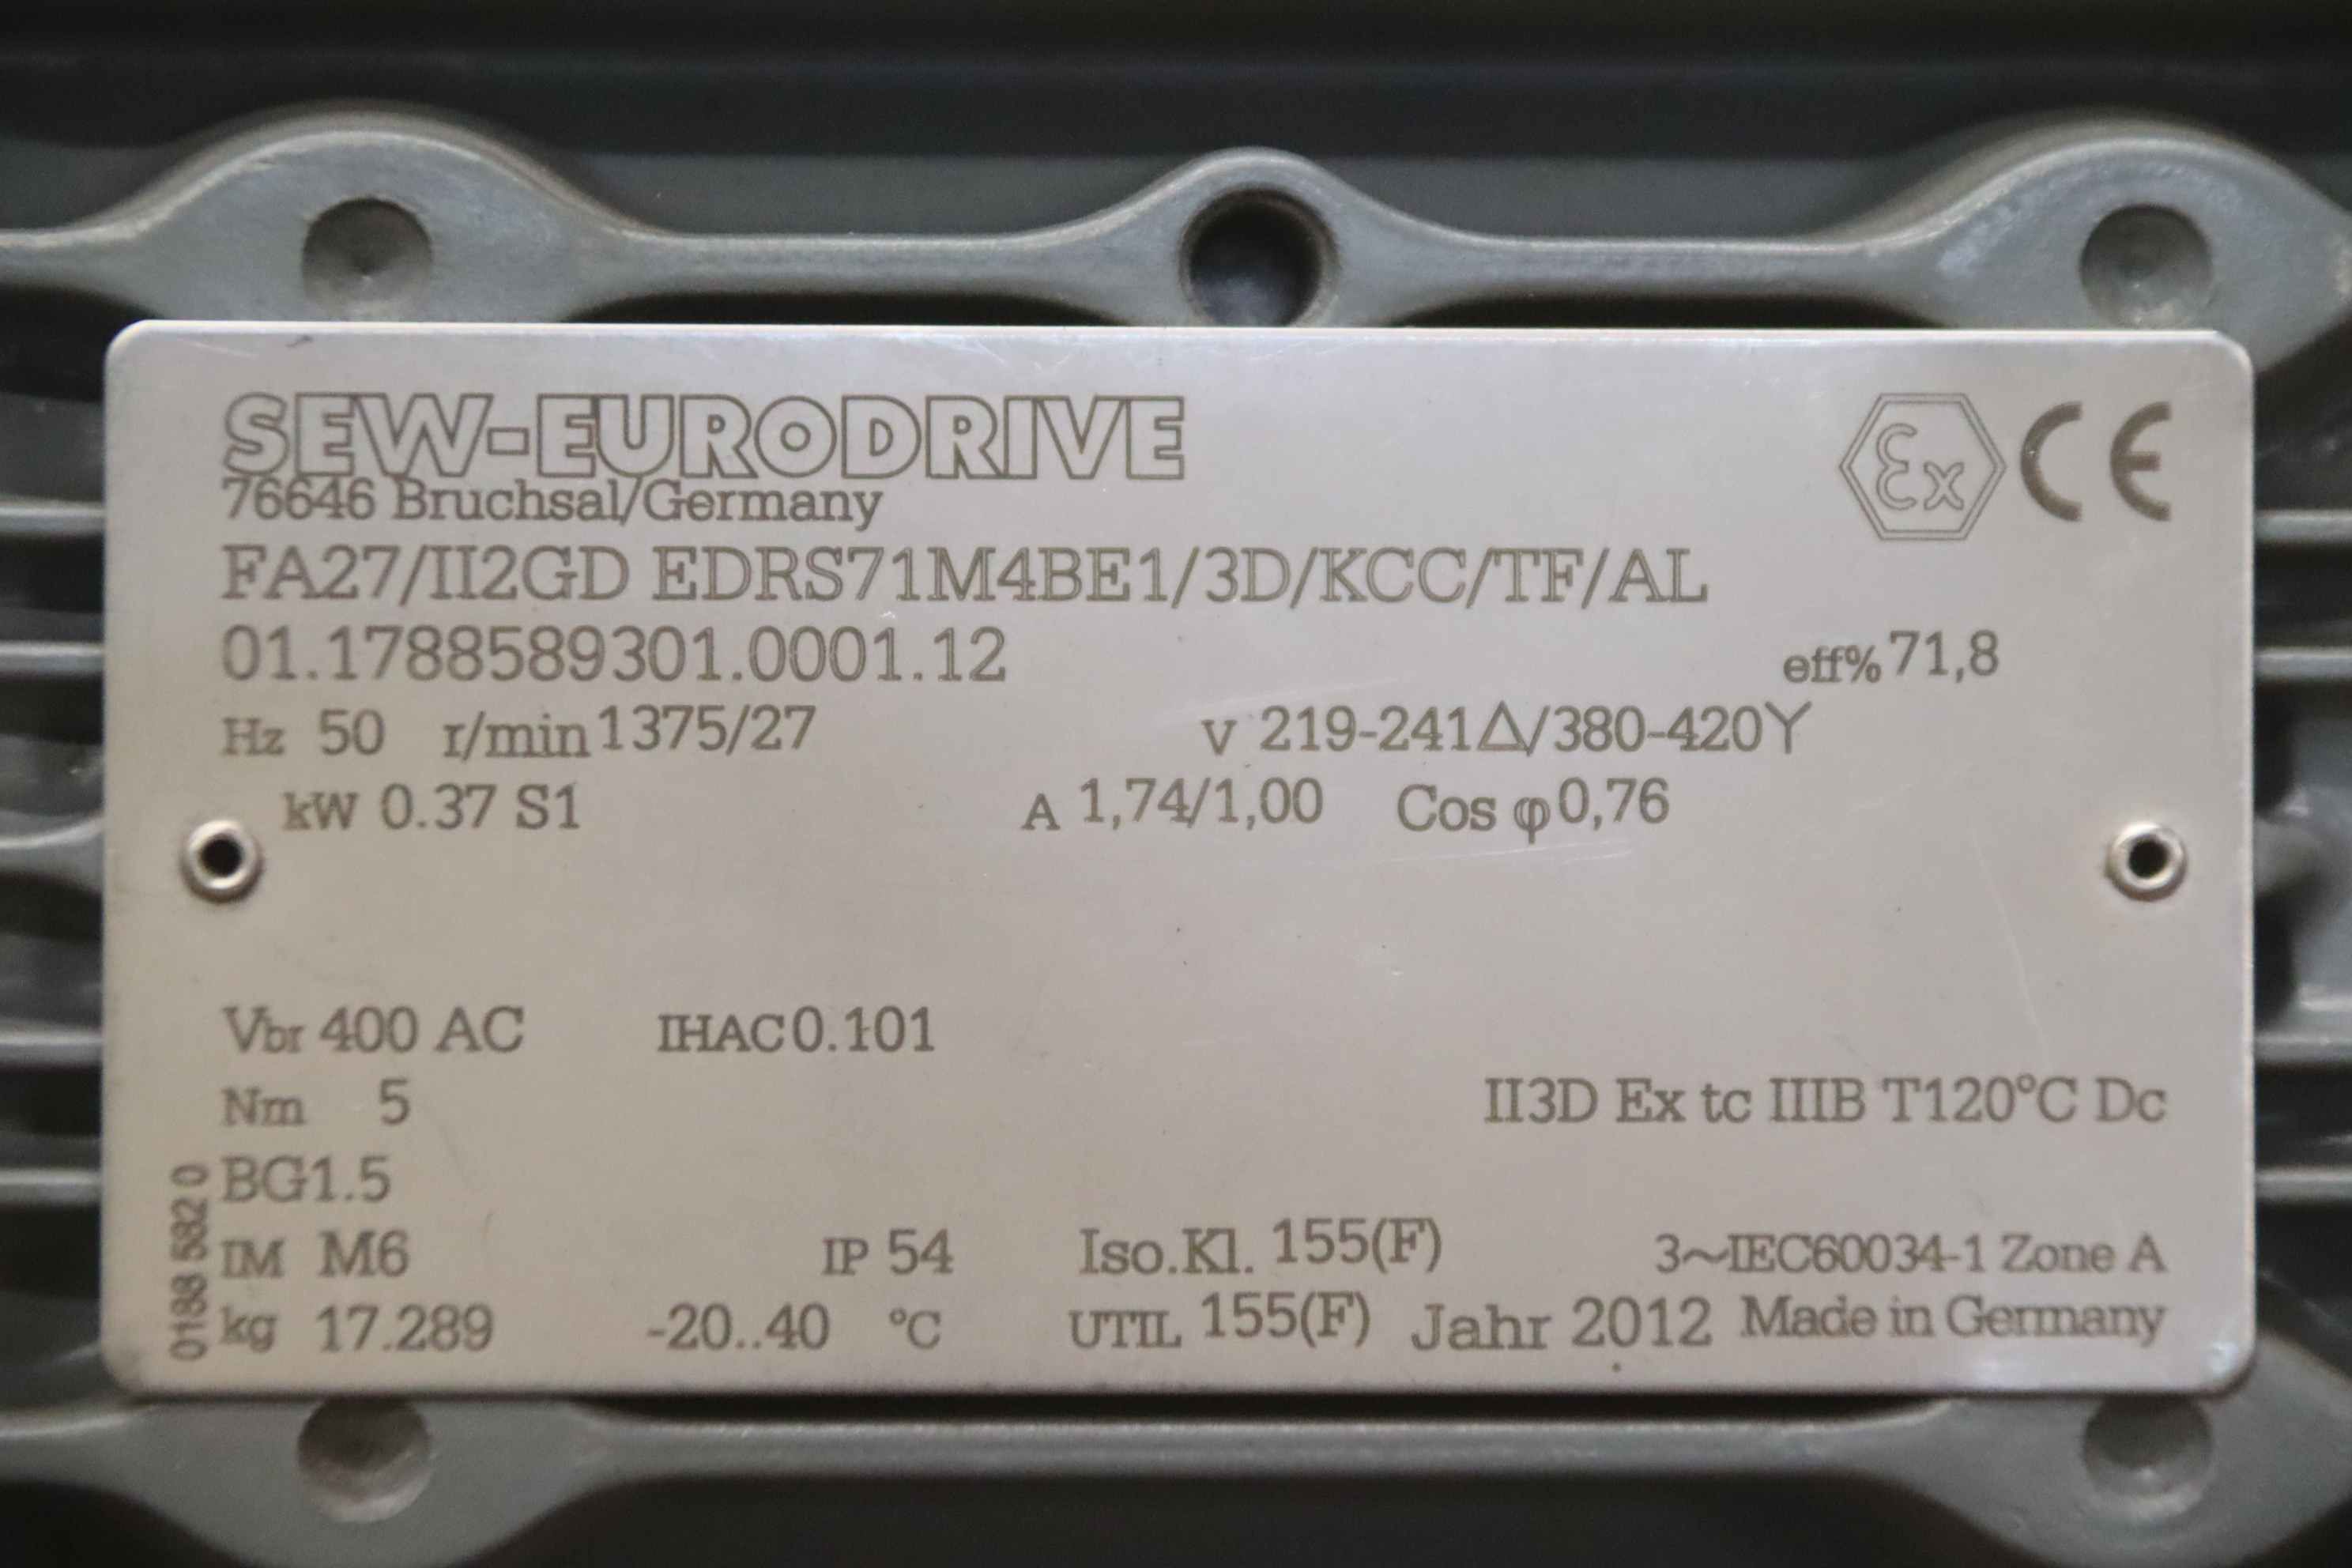 SEW-EURODRIVE
Ex CE
76646 Bruchsal/Germany
FA27/II2GD EDRS71M4BE1/3D/KCC/TF/AL
01.1788589301.0001.12 eff% 71,8
Hz 50 r/min 1375/27 V 219-241Δ/380-420Y
kW 0.37 S1 A 1,74/1,00 Cos φ 0,76
Vbr 400 AC IHAC 0.101
Nm 5 II3D Ex tc IIIB T120°C Dc
BG1.5
IM M6 IP 54 Iso.Kl. 155(F) 3~IEC60034-1 Zone A
kg 17.289 -20..40 °C UTIL 155(F) Jahr 2012 Made in Germany
0188 582 0